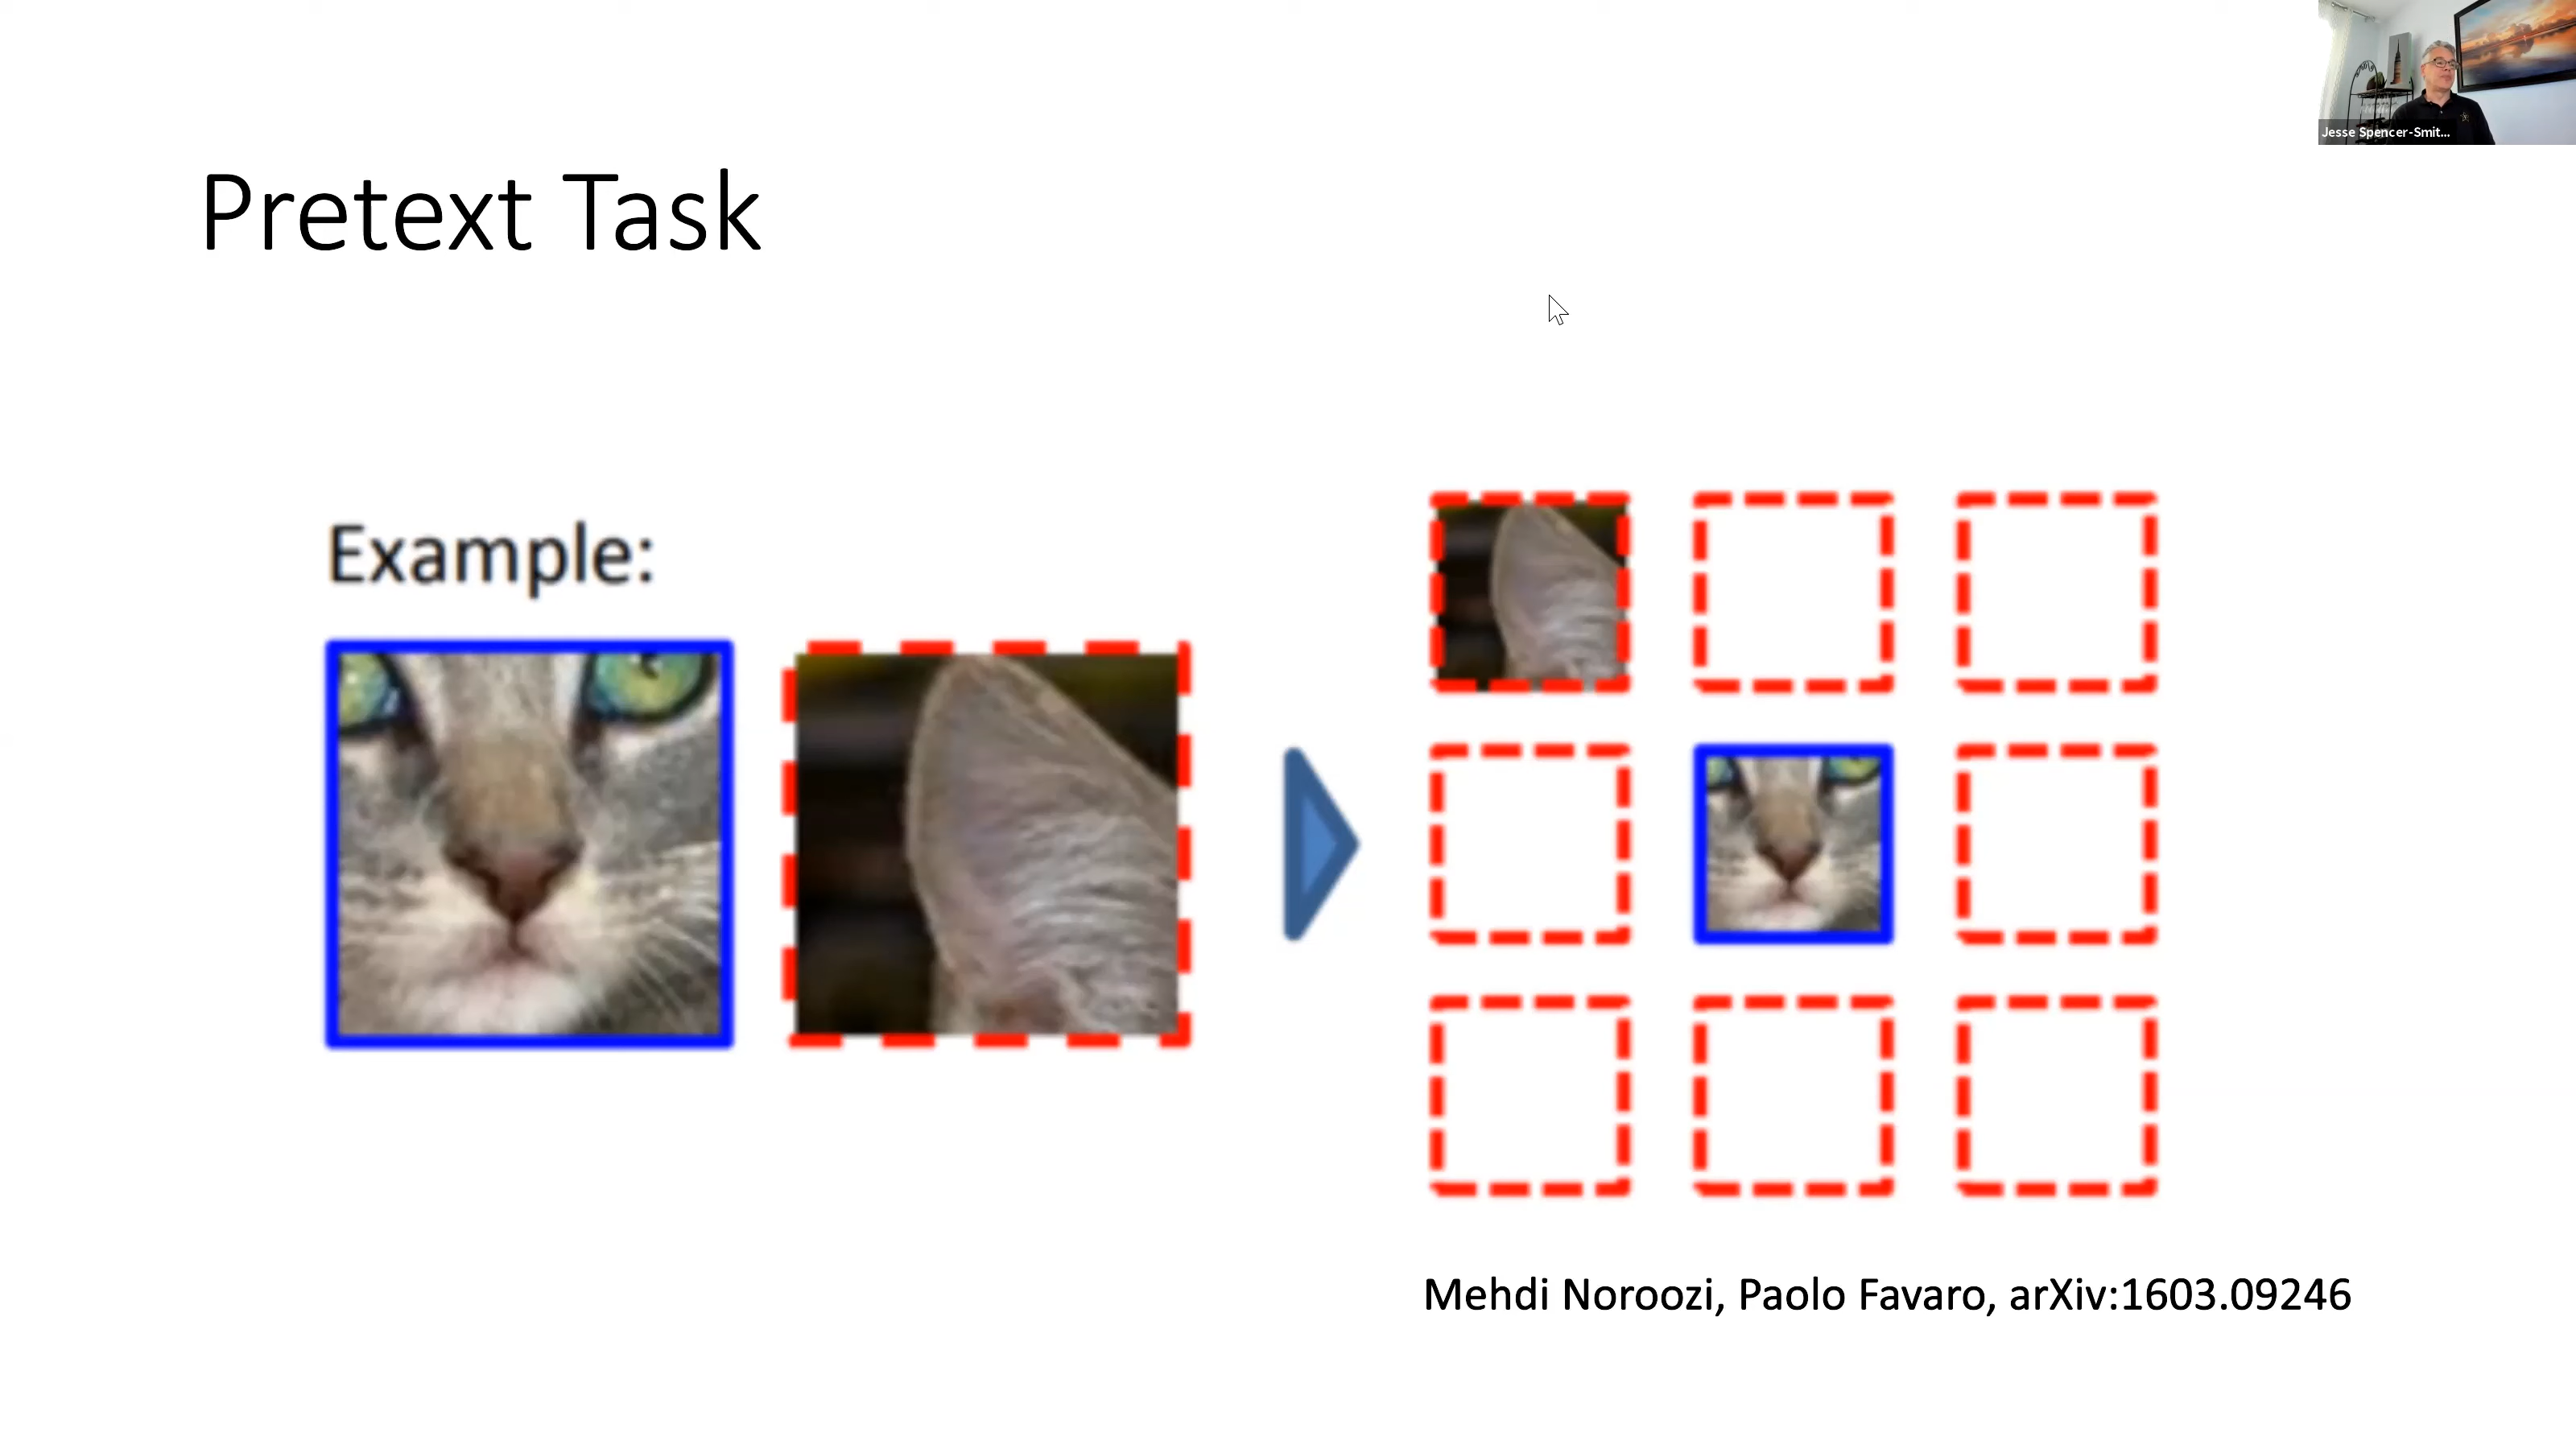 Jesse Spencer-Smit...
Pretext Task
Example:
Mehdi Noroozi, Paolo Favaro, arXiv:1603.09246